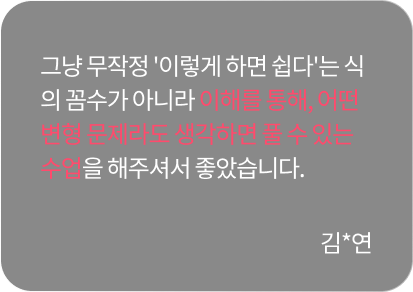 그냥 무작정 '이렇게 하면 쉽다'는 식
의 꼼수가 아니라 이해를 통해, 어떤
변형 문제라도 생각하면 풀 수 있는
수업을 해주셔서 좋았습니다.
김*연